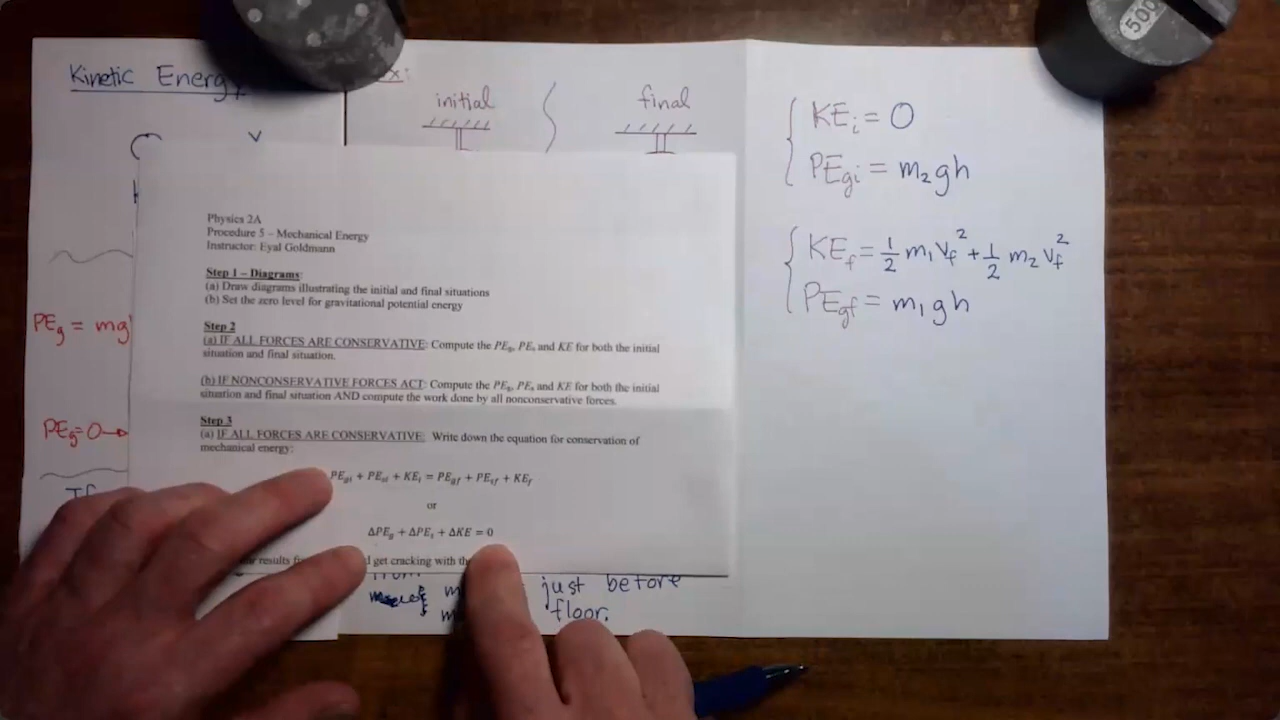 Kinetic Energy
initial
final
v
PEg = mg
PEg=0→
Physics 2A
Procedure 5 – Mechanical Energy
Instructor: Eyal Goldmann
Step 1 – Diagrams:
(a) Draw diagrams illustrating the initial and final situations
(b) Set the zero level for gravitational potential energy
Step 2
(a) IF ALL FORCES ARE CONSERVATIVE: Compute the PEg, PEs and KE for both the initial
situation and final situation.
(b) IF NONCONSERVATIVE FORCES ACT: Compute the PEg, PEs and KE for both the initial
situation and final situation AND compute the work done by all nonconservative forces.
Step 3
(a) IF ALL FORCES ARE CONSERVATIVE: Write down the equation for conservation of
mechanical energy:
PEgi + PEsi + KEi = PEgf + PEsf + KEf
or
ΔPEg + ΔPEs + ΔKE = 0
results get cracking with
just before
floor.
KEi = 0
PEgi = m₂gh
KEf = 1/2 m₁vf² + 1/2 m₂vf²
PEgf = m₁gh
500